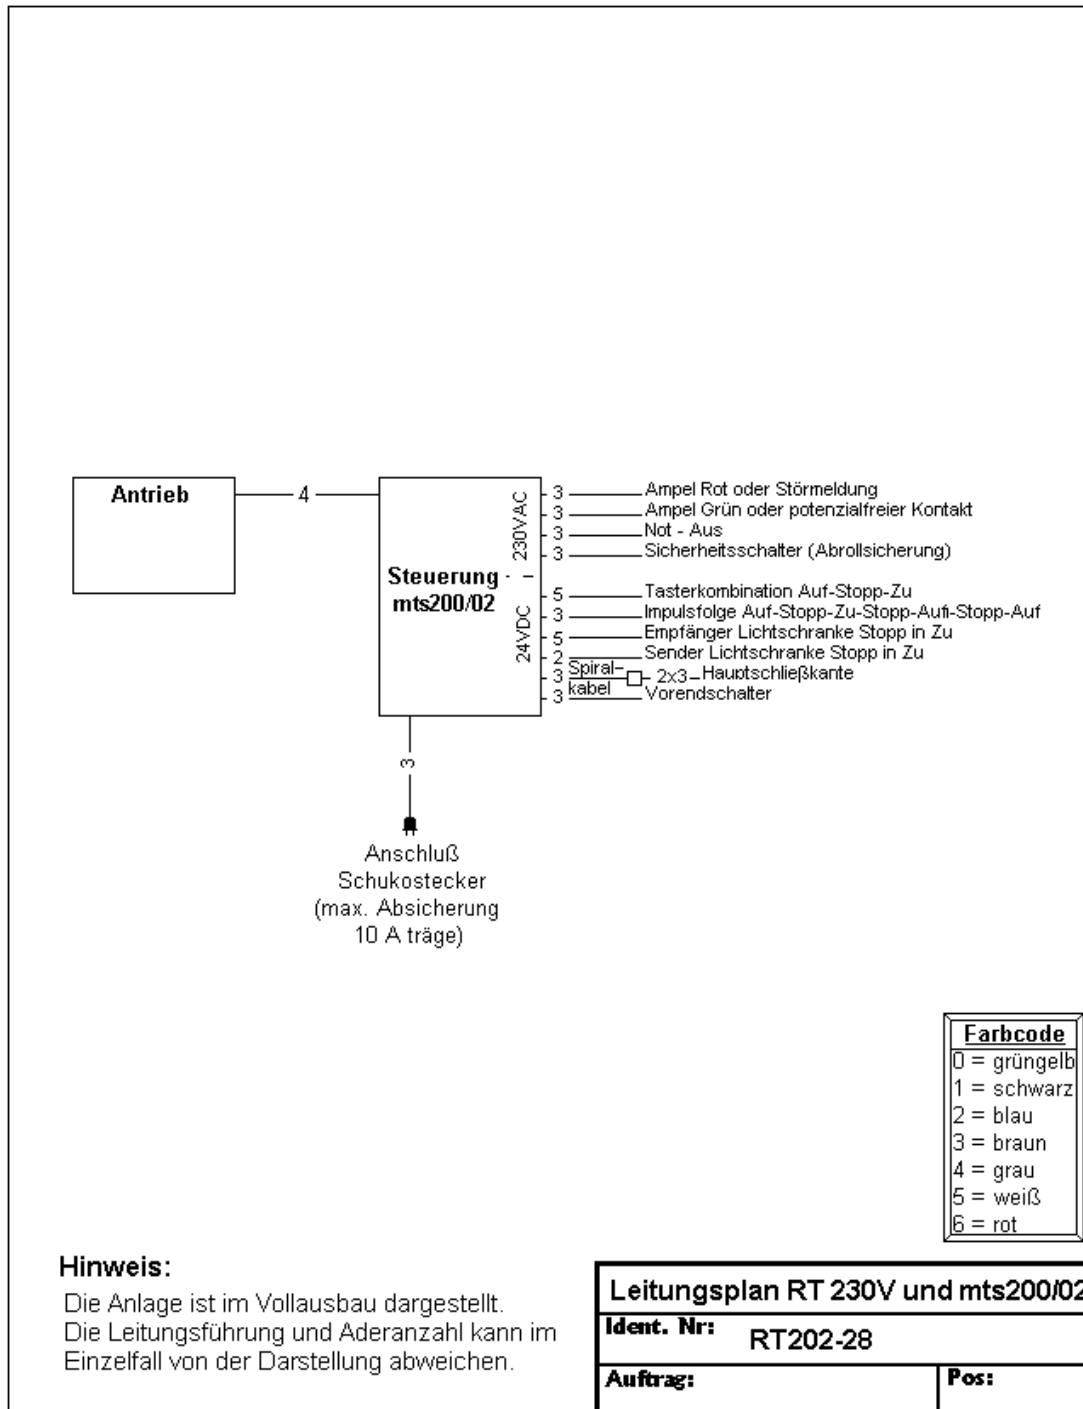 Antrieb
4
Steuerung
mts200/02
230VAC
24VDC
3 Ampel Rot oder Störmeldung
3 Ampel Grün oder potenzialfreier Kontakt
3 Not - Aus
3 Sicherheitsschalter (Abrollsicherung)
5 Tasterkombination Auf-Stopp-Zu
3 Impulsfolge Auf-Stopp-Zu-Stopp-Auf-Stopp-Auf
5 Empfänger Lichtschranke Stopp in Zu
2 Sender Lichtschranke Stopp in Zu
3 Spiral- kabel 2x3 Hauptschließkante
3 Vorendschalter
3
Anschluß
Schukostecker
(max. Absicherung
10 A träge)
Farbcode
0 = grüngelb
1 = schwarz
2 = blau
3 = braun
4 = grau
5 = weiß
6 = rot
Hinweis:
Die Anlage ist im Vollausbau dargestellt.
Die Leitungsführung und Aderanzahl kann im
Einzelfall von der Darstellung abweichen.
Leitungsplan RT 230V und mts200/02
Ident. Nr: RT202-28
Auftrag:
Pos: